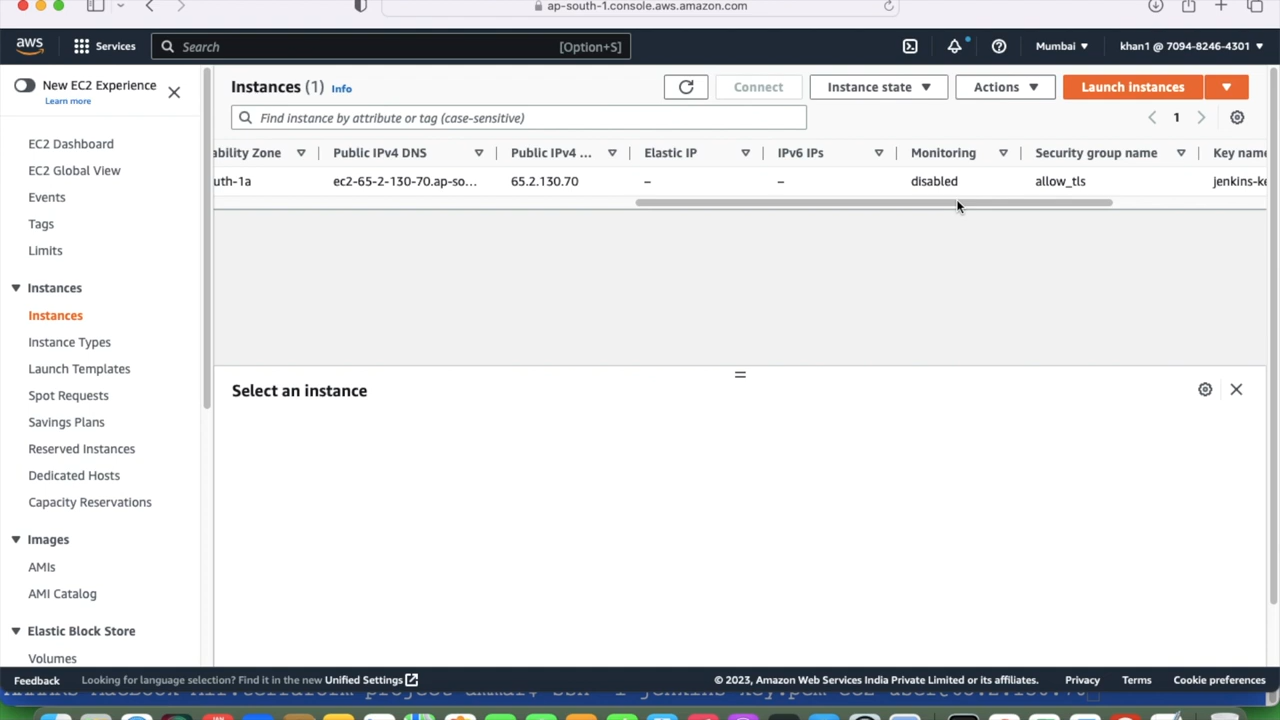 ap-south-1.console.aws.amazon.com
aws
Services
Search
[Option+S]
Mumbai
khan1 @ 7094-8246-4301
New EC2 Experience
Learn more
EC2 Dashboard
EC2 Global View
Events
Tags
Limits
Instances
Instances
Instance Types
Launch Templates
Spot Requests
Savings Plans
Reserved Instances
Dedicated Hosts
Capacity Reservations
Images
AMIs
AMI Catalog
Elastic Block Store
Volumes
Instances (1) Info
Connect
Instance state
Actions
Launch instances
Find instance by attribute or tag (case-sensitive)
1
ability Zone Public IPv4 DNS Public IPv4 ... Elastic IP IPv6 IPs Monitoring Security group name Key name
uth-1a ec2-65-2-130-70.ap-so... 65.2.130.70 – – disabled allow_tls jenkins-ke
Select an instance
Feedback
Looking for language selection? Find it in the new Unified Settings
© 2023, Amazon Web Services India Private Limited or its affiliates.
Privacy
Terms
Cookie preferences